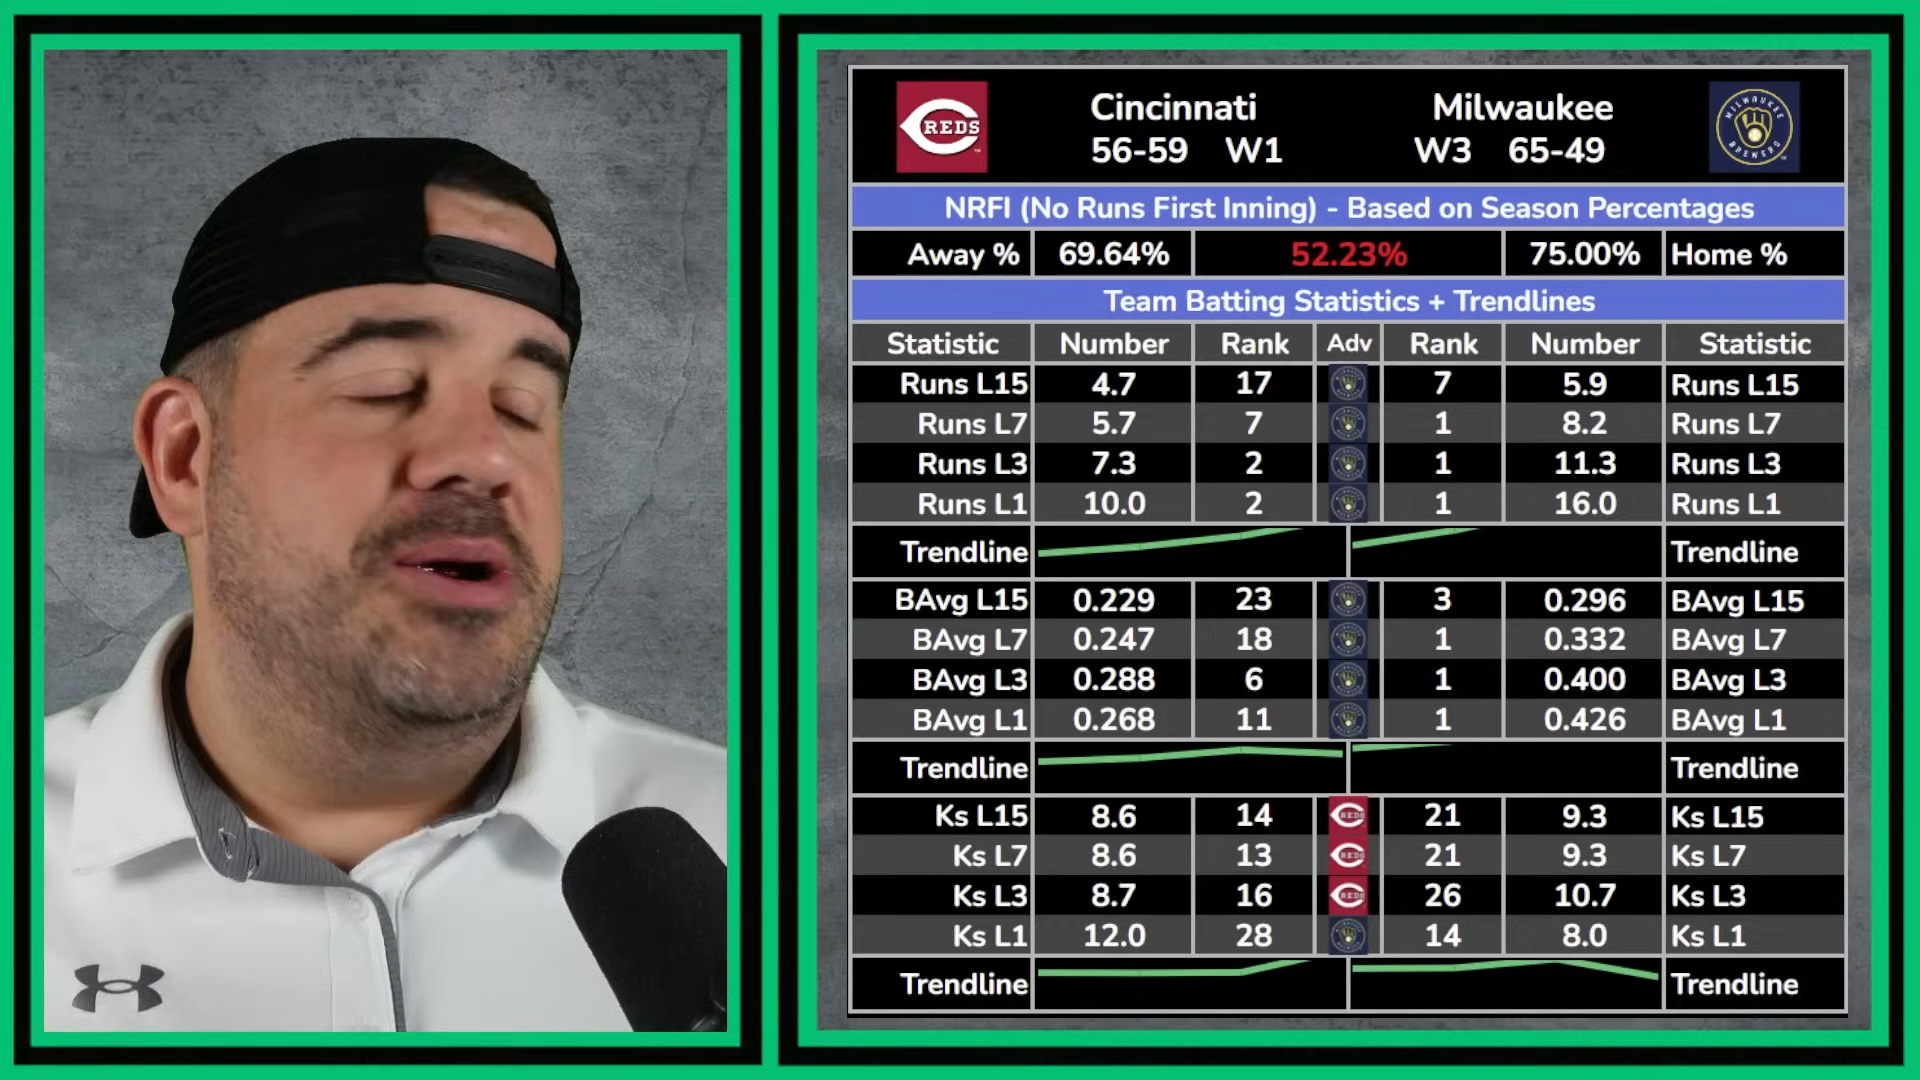 REDS
Cincinnati
56-59 W1
Milwaukee
W3 65-49
MILWAUKEE
BREWERS
NRFI (No Runs First Inning) - Based on Season Percentages
Away % 69.64% 52.23% 75.00% Home %
Team Batting Statistics + Trendlines
Statistic Number Rank Adv Rank Number Statistic
Runs L15 4.7 17 7 5.9 Runs L15
Runs L7 5.7 7 1 8.2 Runs L7
Runs L3 7.3 2 1 11.3 Runs L3
Runs L1 10.0 2 1 16.0 Runs L1
Trendline Trendline
BAvg L15 0.229 23 3 0.296 BAvg L15
BAvg L7 0.247 18 1 0.332 BAvg L7
BAvg L3 0.288 6 1 0.400 BAvg L3
BAvg L1 0.268 11 1 0.426 BAvg L1
Trendline Trendline
Ks L15 8.6 14 REDS 21 9.3 Ks L15
Ks L7 8.6 13 REDS 21 9.3 Ks L7
Ks L3 8.7 16 REDS 26 10.7 Ks L3
Ks L1 12.0 28 14 8.0 Ks L1
Trendline Trendline